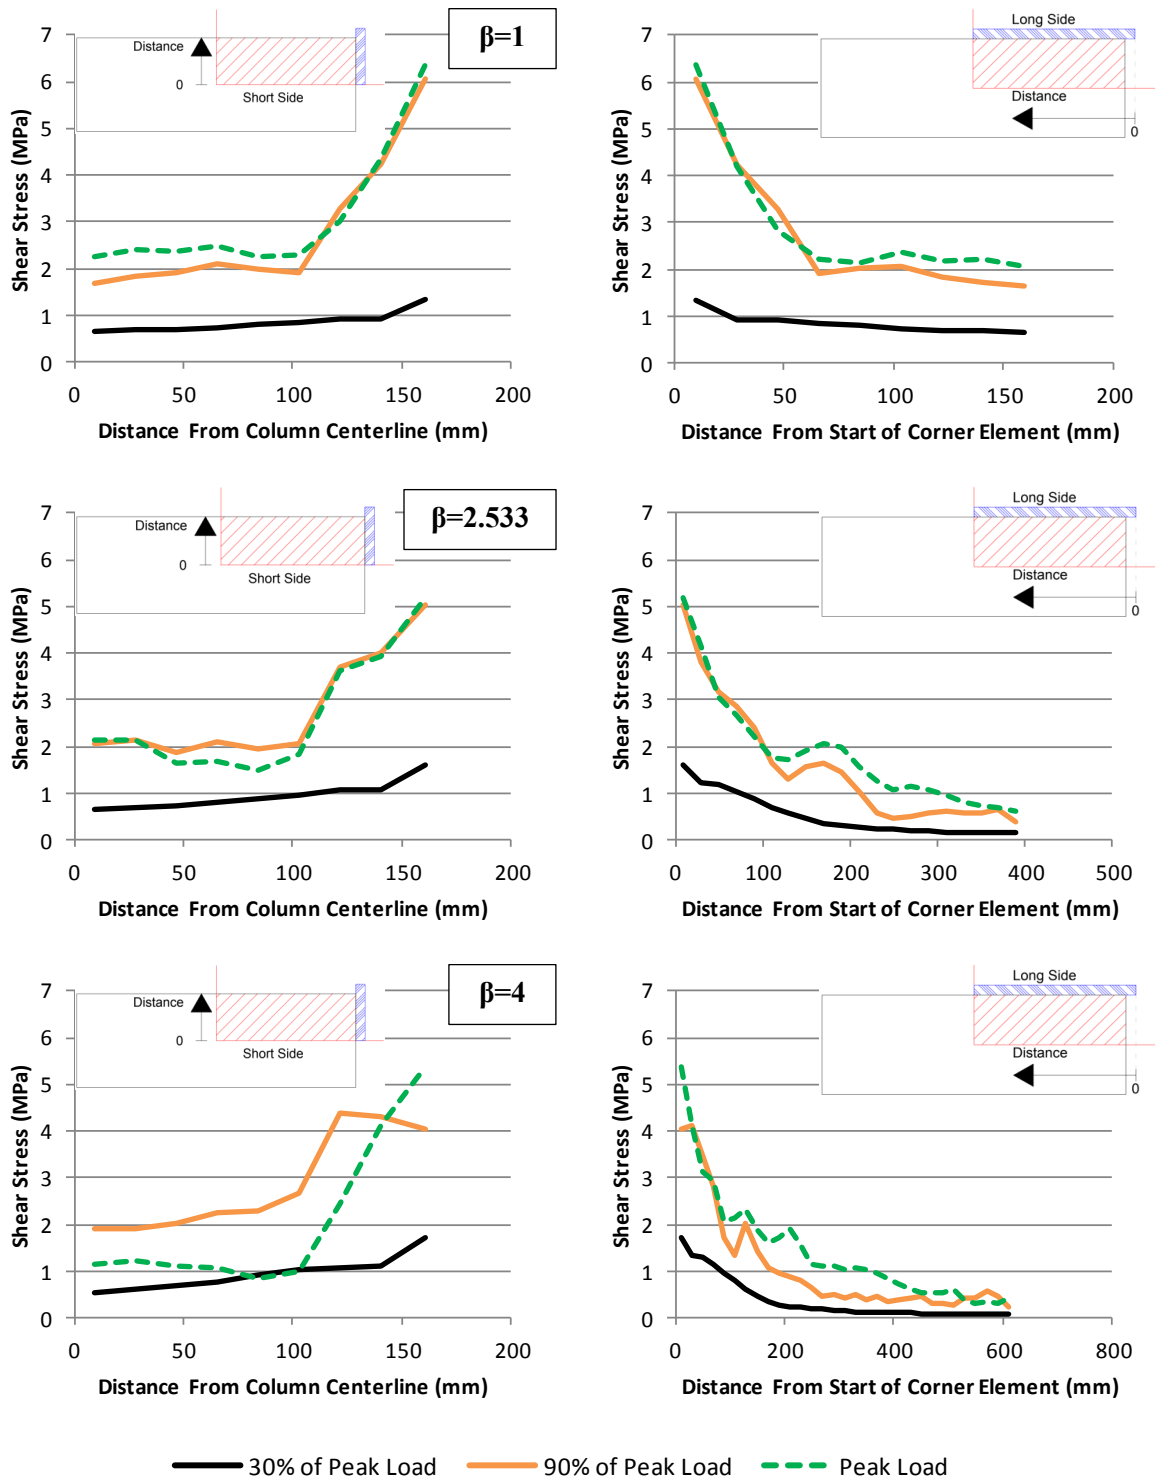 β=1
Distance
0
Short Side
7
6
5
4
3
2
1
0
Shear Stress (MPa)
0 50 100 150 200
Distance From Column Centerline (mm)
Long Side
Distance
0
7
6
5
4
3
2
1
0
Shear Stress (MPa)
0 50 100 150 200
Distance From Start of Corner Element (mm)
β=2.533
Distance
0
Short Side
7
6
5
4
3
2
1
0
Shear Stress (MPa)
0 50 100 150 200
Distance From Column Centerline (mm)
Long Side
Distance
0
7
6
5
4
3
2
1
0
Shear Stress (MPa)
0 100 200 300 400 500
Distance From Start of Corner Element (mm)
β=4
Distance
0
Short Side
7
6
5
4
3
2
1
0
Shear Stress (MPa)
0 50 100 150 200
Distance From Column Centerline (mm)
Long Side
Distance
0
7
6
5
4
3
2
1
0
Shear Stress (MPa)
0 200 400 600 800
Distance From Start of Corner Element (mm)
30% of Peak Load 90% of Peak Load Peak Load